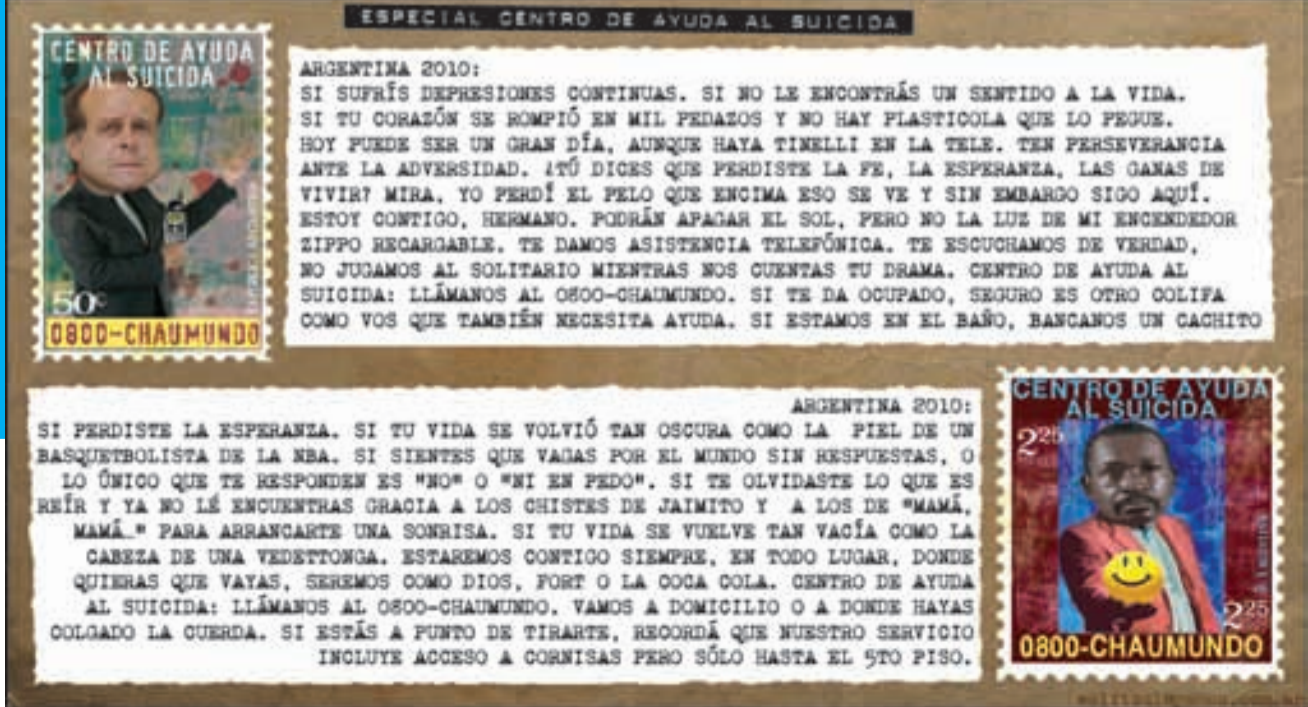 ESPECIAL CENTRO DE AYUDA AL SUICIDA
CENTRO DE AYUDA
AL SUICIDA
50c
0800-CHAUMUNDO
ARGENTINA 2010:
SI SUFRÍS DEPRESIONES CONTINUAS. SI NO LE ENCONTRÁS UN SENTIDO A LA VIDA.
SI TU CORAZÓN SE ROMPIÓ EN MIL PEDAZOS Y NO HAY PLASTICOLA QUE LO PEGUE.
HOY PUEDE SER UN GRAN DÍA, AUNQUE HAYA TINELLI EN LA TELE. TEN PERSEVERANCIA
ANTE LA ADVERSIDAD. ¿TÚ DICES QUE PERDISTE LA FE, LA ESPERANZA, LAS GANAS DE
VIVIR? MIRA, YO PERDÍ EL PELO QUE ENCIMA ESO SE VE Y SIN EMBARGO SIGO AQUÍ.
ESTOY CONTIGO, HERMANO. PODRÁN APAGAR EL SOL, PERO NO LA LUZ DE MI ENCENDEDOR
ZIPPO RECARGABLE. TE DAMOS ASISTENCIA TELEFÓNICA. TE ESCUCHAMOS DE VERDAD,
NO JUGAMOS AL SOLITARIO MIENTRAS NOS CUENTAS TU DRAMA. CENTRO DE AYUDA AL
SUICIDA: LLÁMANOS AL 0800-CHAUMUNDO. SI TE DA OCUPADO, SEGURO ES OTRO COLIFA
COMO VOS QUE TAMBIÉN NECESITA AYUDA. SI ESTAMOS EN EL BAÑO, BANCANOS UN CACHITO
ARGENTINA 2010:
SI PERDISTE LA ESPERANZA. SI TU VIDA SE VOLVIÓ TAN OSCURA COMO LA PIEL DE UN
BASQUETBOLISTA DE LA NBA. SI SIENTES QUE VAGAS POR EL MUNDO SIN RESPUESTAS, O
LO ÚNICO QUE TE RESPONDEN ES "NO" O "NI EN PEDO". SI TE OLVIDASTE LO QUE ES
REÍR Y YA NO LÉ ENCUENTRAS GRACIA A LOS CHISTES DE JAIMITO Y A LOS DE "MAMÁ,
MAMÁ…" PARA ARRANCARTE UNA SONRISA. SI TU VIDA SE VUELVE TAN VACÍA COMO LA
CABEZA DE UNA VEDETTONGA. ESTAREMOS CONTIGO SIEMPRE, EN TODO LUGAR, DONDE
QUIERAS QUE VAYAS, SEREMOS COMO DIOS, FORT O LA COCA COLA. CENTRO DE AYUDA
AL SUICIDA: LLÁMANOS AL 0800-CHAUMUNDO. VAMOS A DOMICILIO O A DONDE HAYAS
COLGADO LA CUERDA. SI ESTÁS A PUNTO DE TIRARTE, RECORDÁ QUE NUESTRO SERVICIO
INCLUYE ACCESO A CORNISAS PERO SÓLO HASTA EL 5TO PISO.
CENTRO DE AYUDA
AL SUICIDA
2 25
2 25
0800-CHAUMUNDO